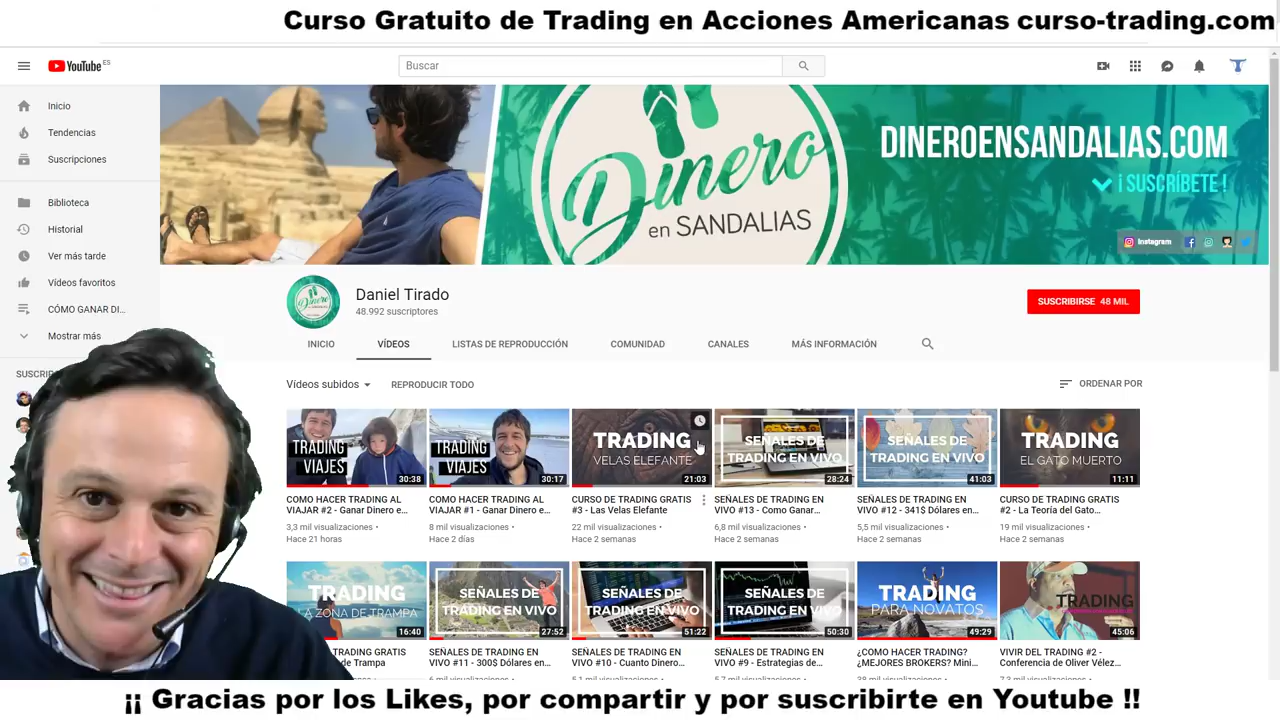 Curso Gratuito de Trading en Acciones Americanas curso-trading.com
YouTube ES
Buscar
Inicio
Tendencias
Suscripciones
Biblioteca
Historial
Ver más tarde
Vídeos favoritos
CÓMO GANAR DI...
Mostrar más
Dinero
en SANDALIAS
DINEROENSANDALIAS.COM
¡ SUSCRÍBETE !
Instagram
Dinero
Daniel Tirado
48.992 suscriptores
SUSCRIBIRSE 48 MIL
INICIO
VÍDEOS
LISTAS DE REPRODUCCIÓN
COMUNIDAD
CANALES
MÁS INFORMACIÓN
Vídeos subidos
REPRODUCIR TODO
ORDENAR POR
TRADING
VIAJES
30:38
COMO HACER TRADING AL
VIAJAR #2 - Ganar Dinero e...
3,3 mil visualizaciones •
Hace 21 horas
TRADING
VIAJES
30:17
COMO HACER TRADING AL
VIAJAR #1 - Ganar Dinero e...
8 mil visualizaciones •
Hace 2 días
TRADING
VELAS ELEFANTE
21:03
CURSO DE TRADING GRATIS
#3 - Las Velas Elefante
22 mil visualizaciones •
Hace 2 semanas
SEÑALES DE
TRADING EN VIVO
28:24
SEÑALES DE TRADING EN
VIVO #13 - Como Ganar...
6,8 mil visualizaciones •
Hace 2 semanas
SEÑALES DE
TRADING EN VIVO
41:03
SEÑALES DE TRADING EN
VIVO #12 - 341$ Dólares en...
5,5 mil visualizaciones •
Hace 2 semanas
TRADING
EL GATO MUERTO
11:11
CURSO DE TRADING GRATIS
#2 - La Teoría del Gato...
19 mil visualizaciones •
Hace 2 semanas
TRADING
LA ZONA DE TRAMPA
16:40
TRADING GRATIS
de Trampa
SEÑALES DE
TRADING EN VIVO
27:52
SEÑALES DE TRADING EN
VIVO #11 - 300$ Dólares en...
SEÑALES DE
TRADING EN VIVO
51:22
SEÑALES DE TRADING EN
VIVO #10 - Cuanto Dinero...
SEÑALES DE
TRADING EN VIVO
50:30
SEÑALES DE TRADING EN
VIVO #9 - Estrategias de...
TRADING
PARA NOVATOS
49:29
¿COMO HACER TRADING?
¿MEJORES BROKERS? Mini...
TRADING
45:06
VIVIR DEL TRADING #2 -
Conferencia de Oliver Vélez...
SUSCRIP
¡¡ Gracias por los Likes, por compartir y por suscribirte en Youtube !!